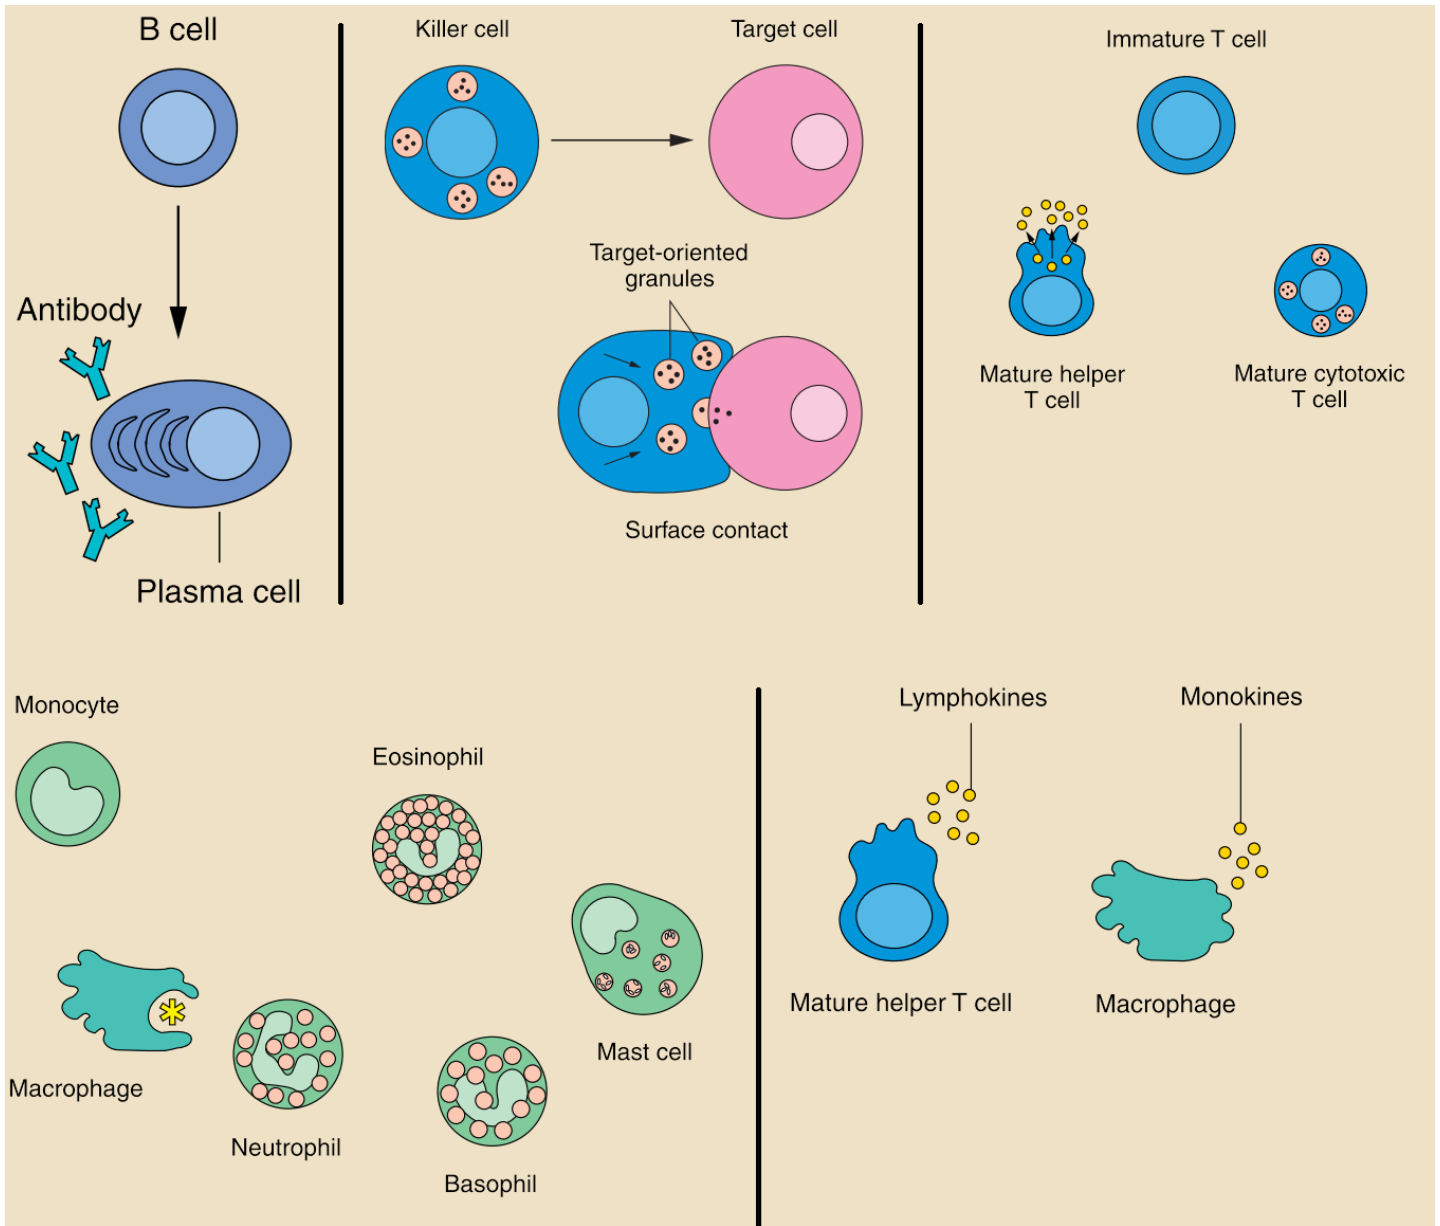 B cell
Antibody
Plasma cell
Killer cell
Target cell
Target-oriented
granules
Surface contact
Immature T cell
Mature helper
T cell
Mature cytotoxic
T cell
Monocyte
Eosinophil
Mast cell
Macrophage
Neutrophil
Basophil
Lymphokines
Monokines
Mature helper T cell
Macrophage